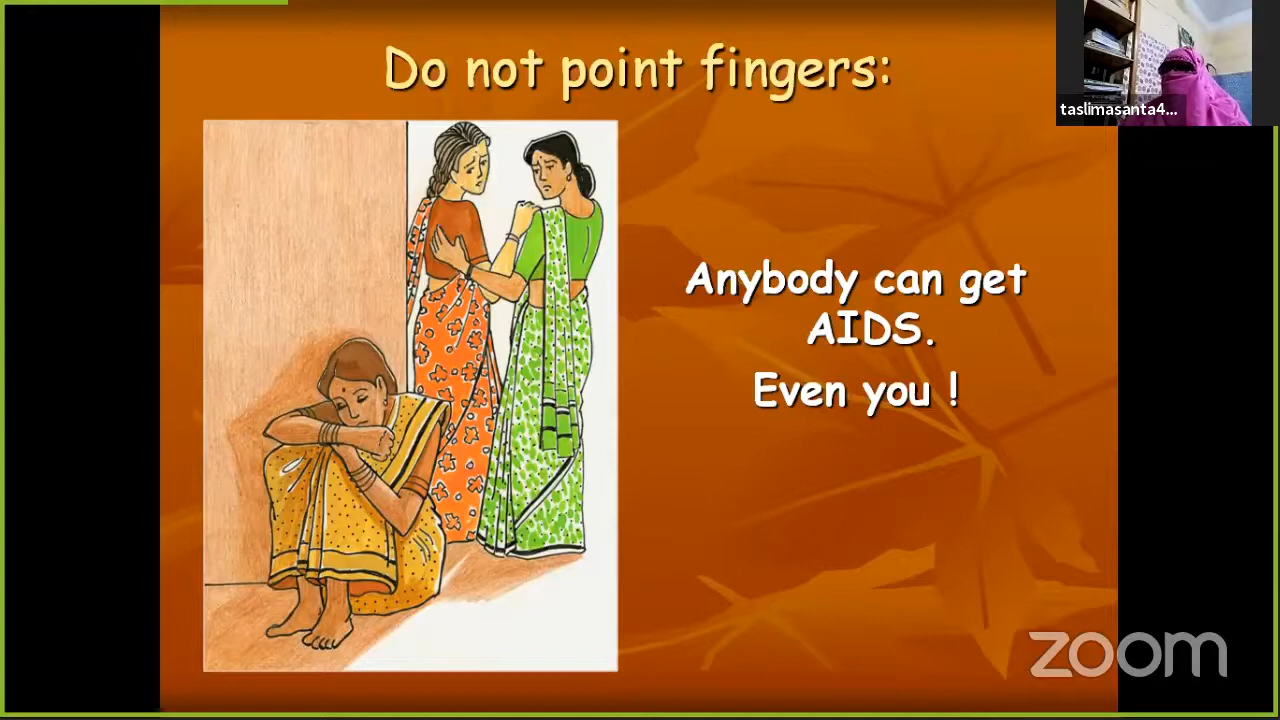 Do not point fingers:
taslimasanta4...
Anybody can get
AIDS.
Even you !
zoom